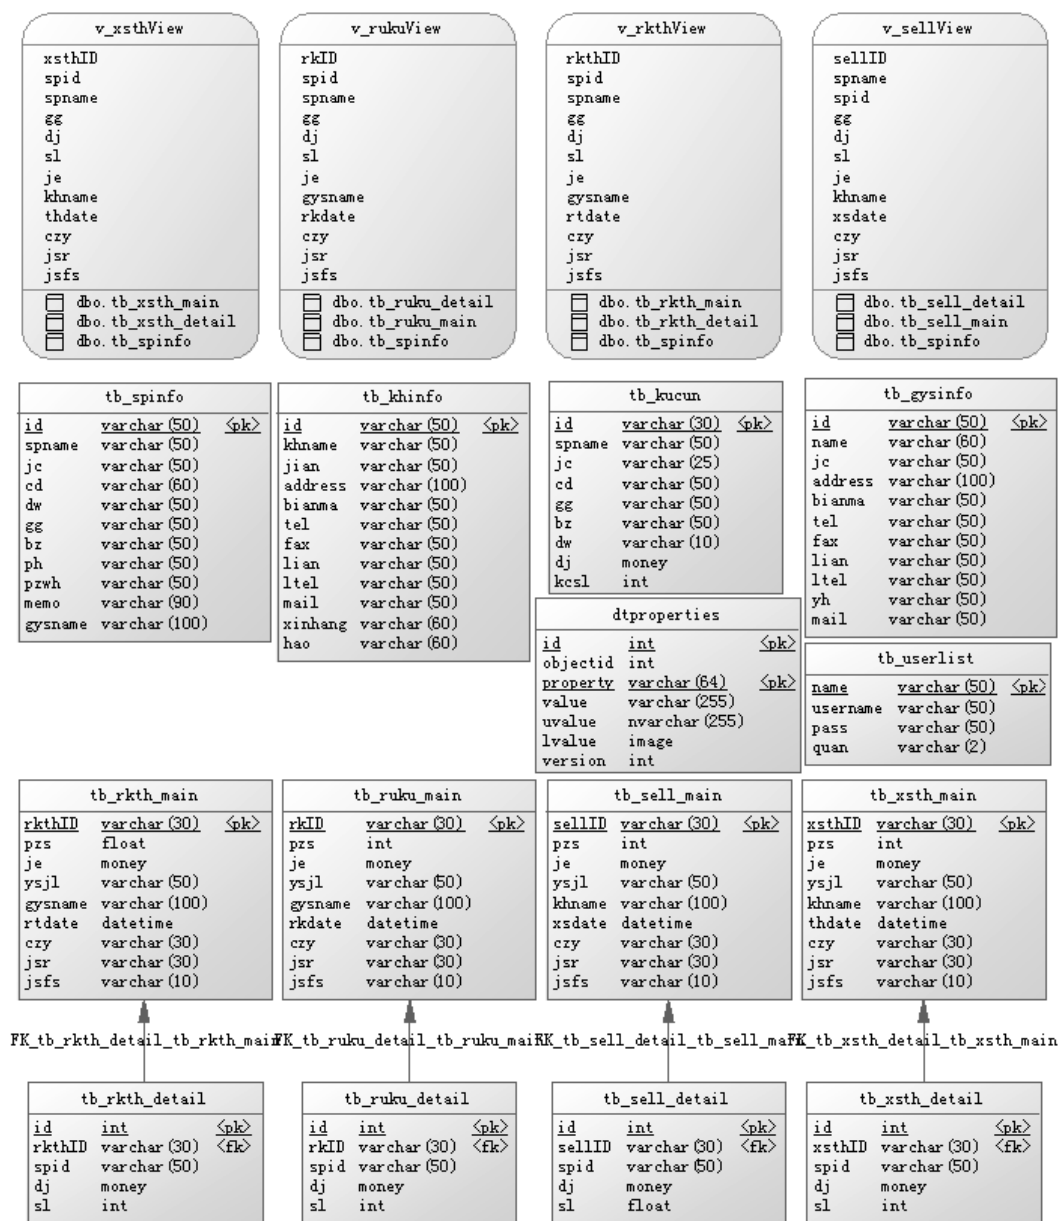 v_xsthView
xsthID
spid
spname
gg
dj
sl
je
khname
thdate
czy
jsr
jsfs
dbo.tb_xsth_main
dbo.tb_xsth_detail
dbo.tb_spinfo
v_rukuView
rkID
spid
spname
gg
dj
sl
je
gysname
rkdate
czy
jsr
jsfs
dbo.tb_ruku_detail
dbo.tb_ruku_main
dbo.tb_spinfo
v_rkthView
rkthID
spid
spname
gg
dj
sl
je
gysname
rtdate
czy
jsr
jsfs
dbo.tb_rkth_main
dbo.tb_rkth_detail
dbo.tb_spinfo
v_sellView
sellID
spname
spid
gg
dj
sl
je
khname
xsdate
czy
jsr
jsfs
dbo.tb_sell_detail
dbo.tb_sell_main
dbo.tb_spinfo
tb_spinfo
id varchar(50) <pk>
spname varchar(50)
jc varchar(50)
cd varchar(60)
dw varchar(50)
gg varchar(50)
bz varchar(50)
ph varchar(50)
pzwh varchar(50)
memo varchar(90)
gysname varchar(100)
tb_khinfo
id varchar(50) <pk>
khname varchar(50)
jian varchar(50)
address varchar(100)
bianma varchar(50)
tel varchar(50)
fax varchar(50)
lian varchar(50)
ltel varchar(50)
mail varchar(50)
xinhang varchar(60)
hao varchar(60)
tb_kucun
id varchar(30) <pk>
spname varchar(50)
jc varchar(25)
cd varchar(50)
gg varchar(50)
bz varchar(50)
dw varchar(10)
dj money
kcsl int
tb_gysinfo
id varchar(50) <pk>
name varchar(60)
jc varchar(50)
address varchar(100)
bianma varchar(50)
tel varchar(50)
fax varchar(50)
lian varchar(50)
ltel varchar(50)
yh varchar(50)
mail varchar(50)
dtproperties
id int <pk>
objectid int
property varchar(64) <pk>
value varchar(255)
uvalue nvarchar(255)
lvalue image
version int
tb_userlist
name varchar(50) <pk>
username varchar(50)
pass varchar(50)
quan varchar(2)
tb_rkth_main
rkthID varchar(30) <pk>
pzs float
je money
ysjl varchar(50)
gysname varchar(100)
rtdate datetime
czy varchar(30)
jsr varchar(30)
jsfs varchar(10)
tb_ruku_main
rkID varchar(30) <pk>
pzs int
je money
ysjl varchar(50)
gysname varchar(100)
rkdate datetime
czy varchar(30)
jsr varchar(30)
jsfs varchar(10)
tb_sell_main
sellID varchar(30) <pk>
pzs int
je money
ysjl varchar(50)
khname varchar(100)
xsdate datetime
czy varchar(30)
jsr varchar(30)
jsfs varchar(10)
tb_xsth_main
xsthID varchar(30) <pk>
pzs int
je money
ysjl varchar(50)
khname varchar(100)
thdate datetime
czy varchar(30)
jsr varchar(30)
jsfs varchar(10)
FK_tb_rkth_detail_tb_rkth_main
FK_tb_ruku_detail_tb_ruku_main
FK_tb_sell_detail_tb_sell_main
FK_tb_xsth_detail_tb_xsth_main
tb_rkth_detail
id int <pk>
rkthID varchar(30) <fk>
spid varchar(50)
dj money
sl int
tb_ruku_detail
id int <pk>
rkID varchar(30) <fk>
spid varchar(50)
dj money
sl int
tb_sell_detail
id int <pk>
sellID varchar(30) <fk>
spid varchar(50)
dj money
sl float
tb_xsth_detail
id int <pk>
xsthID varchar(30) <fk>
spid varchar(50)
dj money
sl int